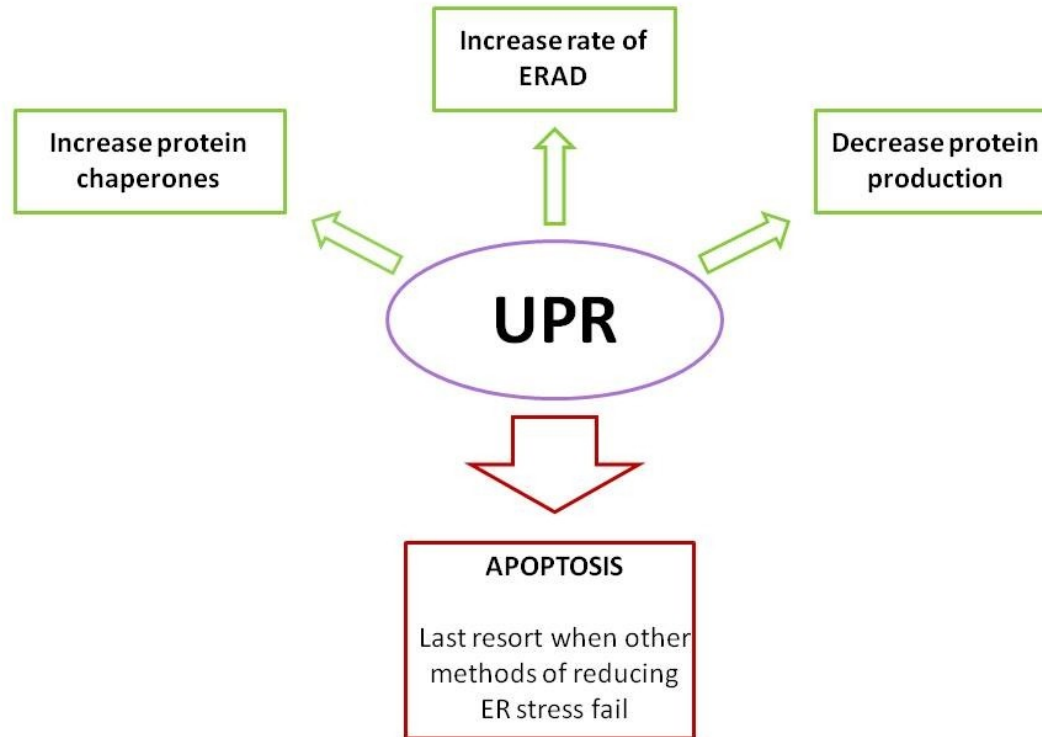 Increase rate of
ERAD
Increase protein
chaperones
Decrease protein
production
UPR
APOPTOSIS
Last resort when other
methods of reducing
ER stress fail